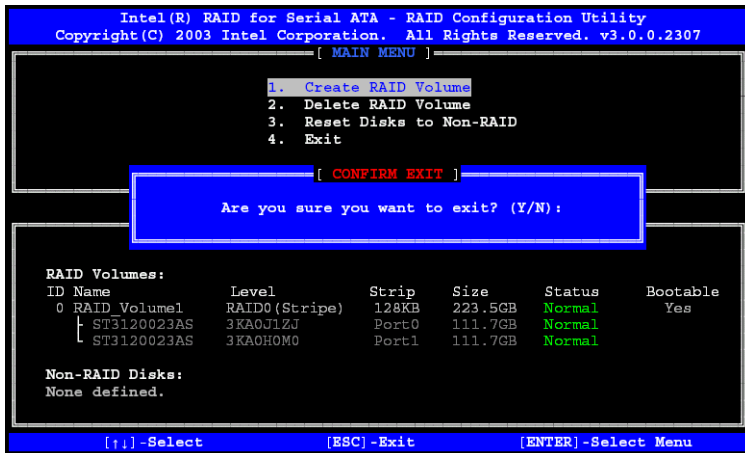 Intel(R) RAID for Serial ATA - RAID Configuration Utility
Copyright(C) 2003 Intel Corporation. All Rights Reserved. v3.0.0.2307
[ MAIN MENU ]
1. Create RAID Volume
2. Delete RAID Volume
3. Reset Disks to Non-RAID
4. Exit
[ CONFIRM EXIT ]
Are you sure you want to exit? (Y/N):
RAID Volumes:
ID Name Level Strip Size Status Bootable
0 RAID_Volume1 RAID0(Stripe) 128KB 223.5GB Normal Yes
ST3120023AS 3KA0J1ZJ Port0 111.7GB Normal
ST3120023AS 3KA0H0M0 Port1 111.7GB Normal
Non-RAID Disks:
None defined.
[↑↓]-Select [ESC]-Exit [ENTER]-Select Menu